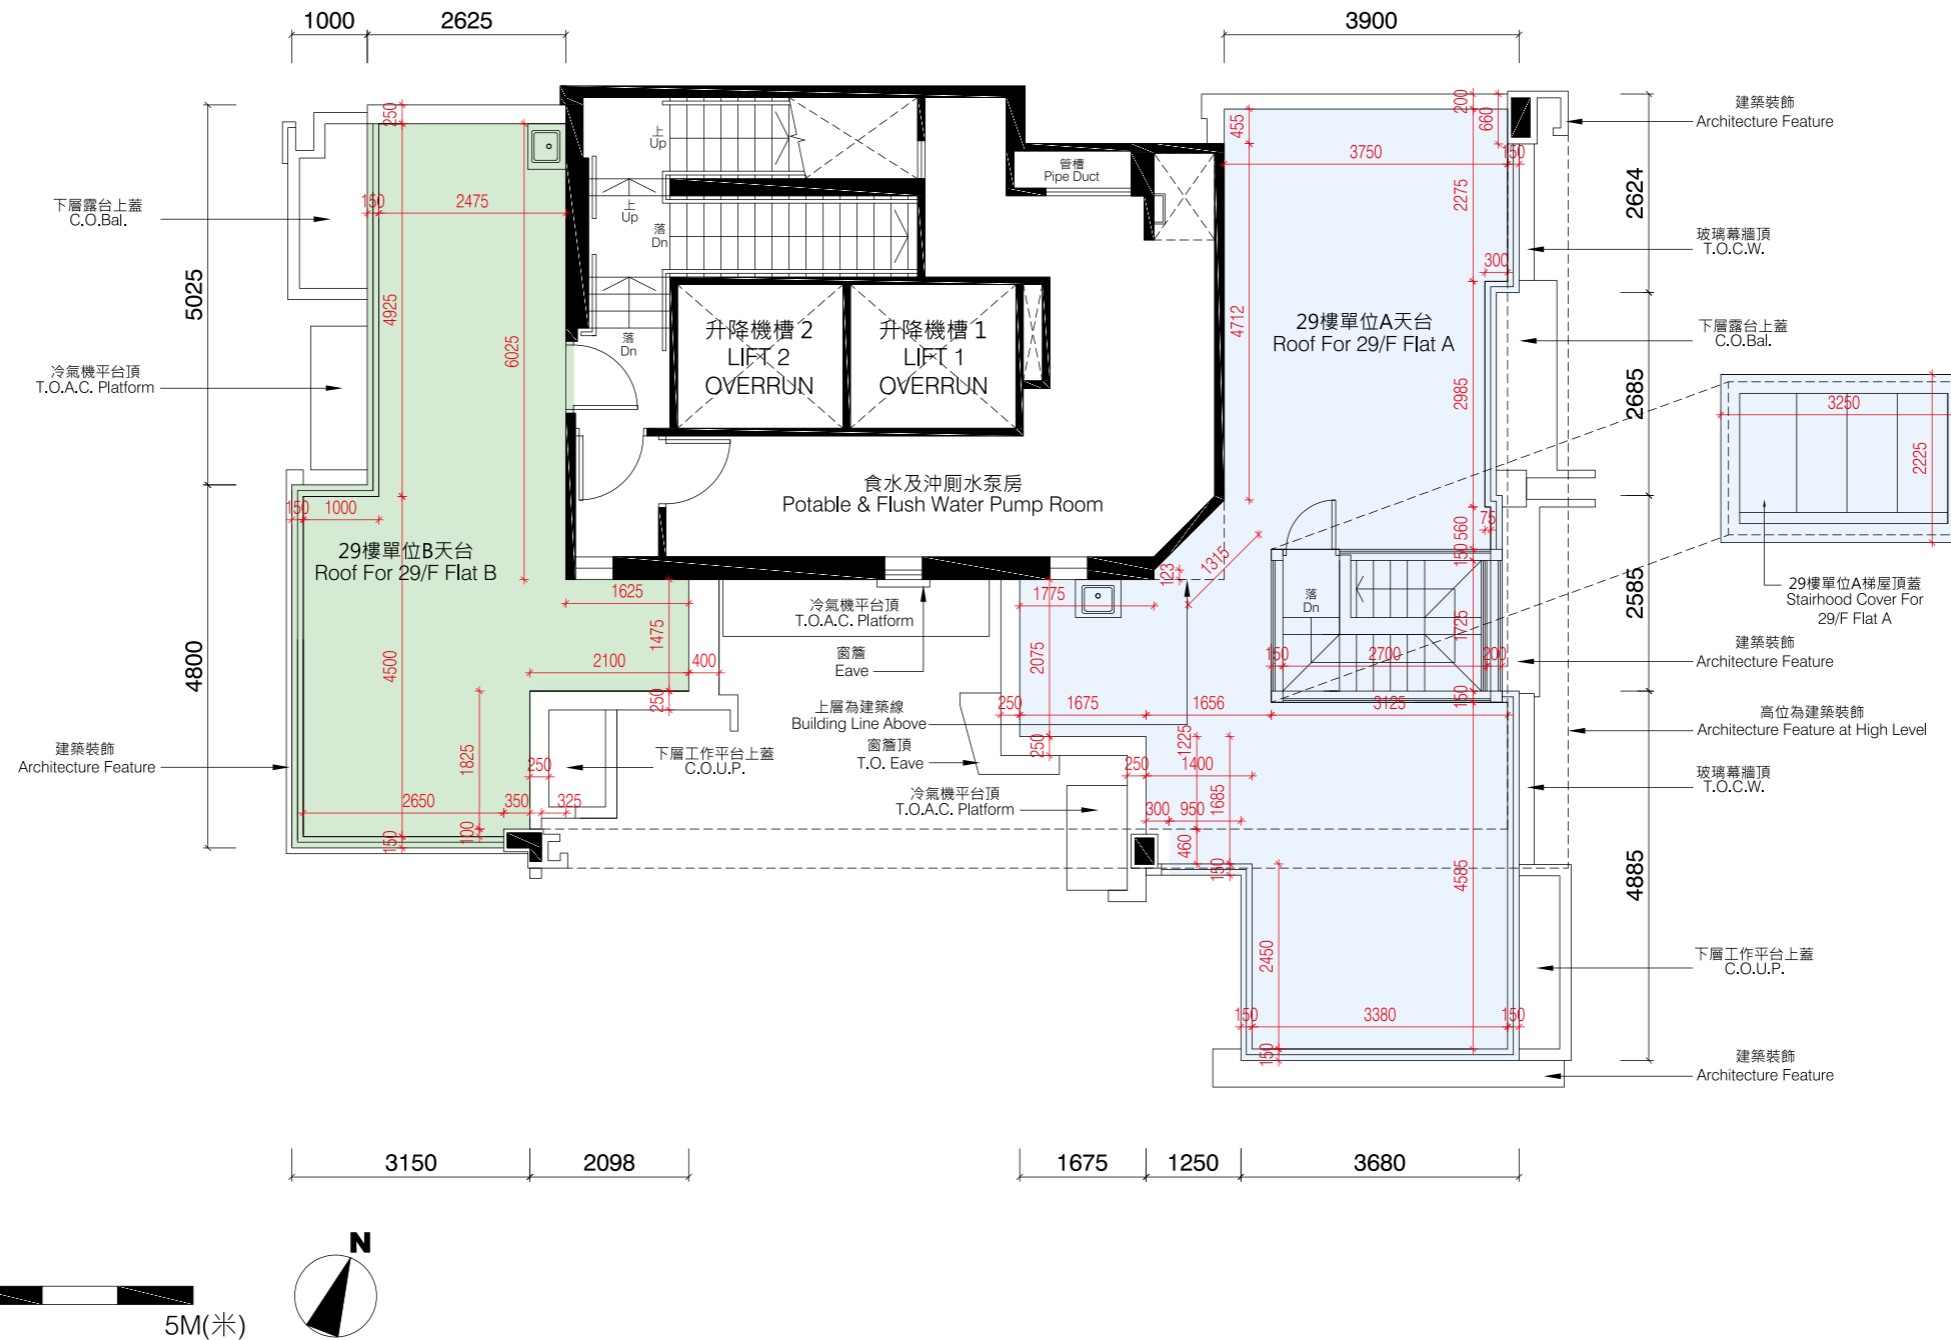 1000
2625
3900
建築裝飾
Architecture Feature
250
455
200
660
上
Up
管槽
Pipe Duct
3750
150
下層露台上蓋
C.O.Bal.
150
2475
上
Up
落
Dn
2275
2624
玻璃幕牆頂
T.O.C.W.
300
5025
4925
6025
升降機槽 2
LIFT 2
OVERRUN
升降機槽 1
LIFT 1
OVERRUN
落
Dn
4712
29樓單位A天台
Roof For 29/F Flat A
下層露台上蓋
C.O.Bal.
冷氣機平台頂
T.O.A.C. Platform
2985
2685
3250
2225
食水及沖厠水泵房
Potable & Flush Water Pump Room
150
1000
75
560
150
29樓單位B天台
Roof For 29/F Flat B
1315
123
1625
1775
冷氣機平台頂
T.O.A.C. Platform
落
Dn
1725
2585
29樓單位A梯屋頂蓋
Stairhood Cover For
29/F Flat A
1475
4800
4500
2100
400
窗簷
Eave
2075
150
2700
200
建築裝飾
Architecture Feature
250
上層為建築線
Building Line Above
250
1675
1656
3125
150
高位為建築裝飾
Architecture Feature at High Level
建築裝飾
Architecture Feature
1825
250
下層工作平台上蓋
C.O.U.P.
窗簷頂
T.O. Eave
250
1225
250
1400
玻璃幕牆頂
T.O.C.W.
2650
350
325
冷氣機平台頂
T.O.A.C. Platform
300
950
1685
150
100
460
150
4885
4585
2450
下層工作平台上蓋
C.O.U.P.
150
3380
150
150
建築裝飾
Architecture Feature
3150
2098
1675
1250
3680
N
5M(米)